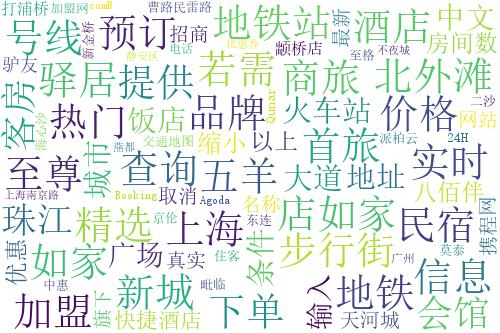 打浦桥
加盟网
comB
曹路民雷路
号线
新金桥
预订
招商
地铁站
最新
酒店
中文
房间数
优惠券
电话
静安区
颛桥店
至格
不夜城
驴友
驿居
提供
若需
商旅
北外滩
客房
海心沙
热门
饭店
品牌
Qunar
火车站
价格
二沙
网站
交通地图
燕都
缩小
以上
首旅
派柏云
24H
实时
至尊
城市
查询
五羊
大道
地址
八佰伴
上海南京路
Booking
取消
Agoda
名称
店如家
民宿
携程网
珠江
精选
京伦
上海
东连
条件
步行街
优惠
如家
广场
真实
住客
莫泰
广州
信息
中惠
新城
毗临
输入
地铁
加盟
旗下
快捷酒店
下单
天河城
会馆